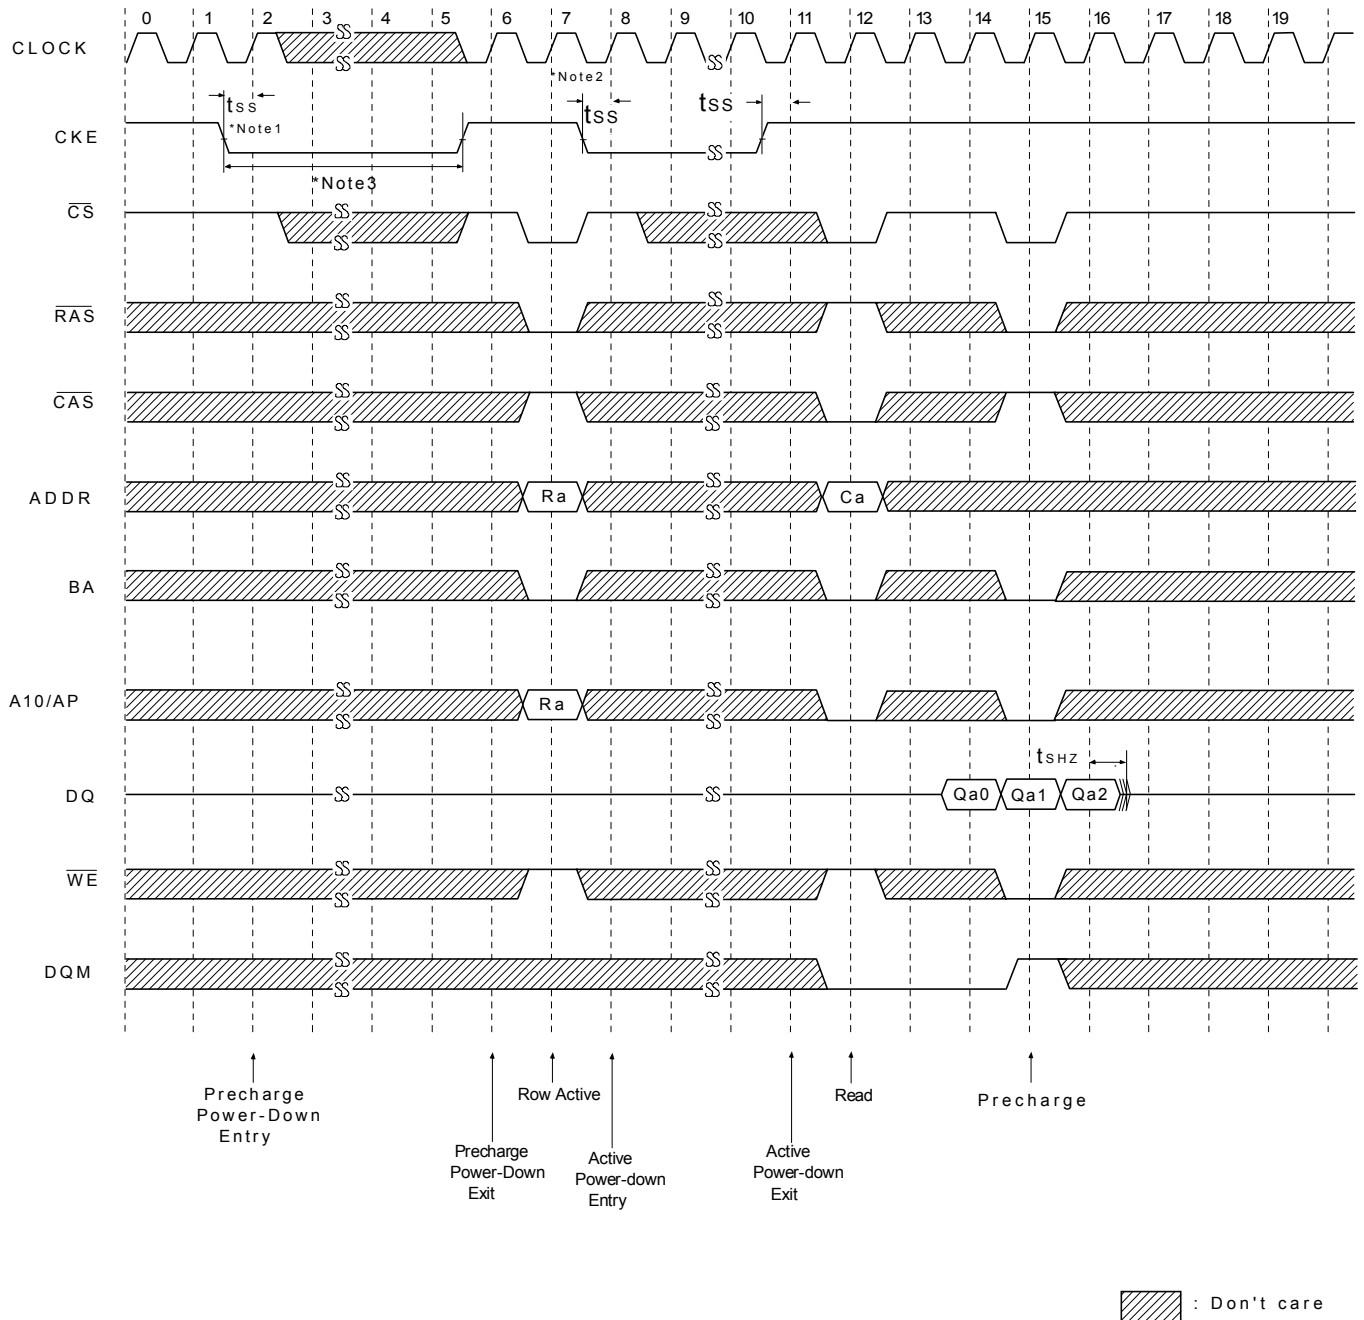 0 1 2 3 4 5 6 7 8 9 10 11 12 13 14 15 16 17 18 19
CLOCK
*Note2
tSS
tSS
tSS
*Note1
CKE
*Note3
CS
RAS
CAS
ADDR
Ra
Ca
BA
A10/AP
Ra
tSHZ
DQ
Qa0 Qa1 Qa2
WE
DQM
Precharge
Power-Down
Entry
Row Active
Read
Precharge
Precharge
Power-Down
Exit
Active
Power-down
Entry
Active
Power-down
Exit
: Don't care